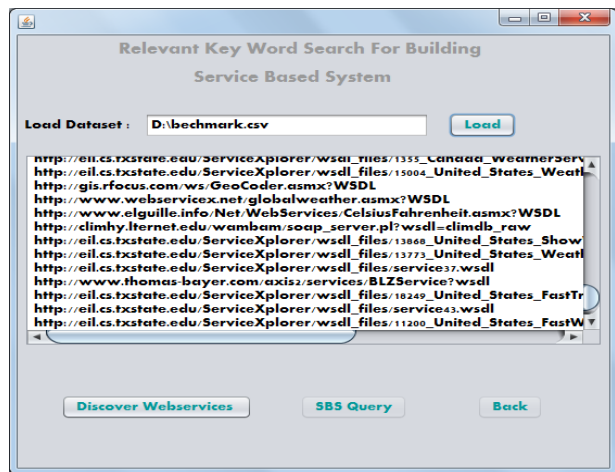 Relevant Key Word Search For Building
Service Based System
Load Dataset : D:\bechmark.csv Load
http://eil.cs.txstate.edu/ServiceXplorer/wsdl_files/1355_Canada_WeatherServ
http://eil.cs.txstate.edu/ServiceXplorer/wsdl_files/15004_United_States_Weath
http://gis.rfocus.com/ws/GeoCoder.asmx?WSDL
http://www.webservicex.net/globalweather.asmx?WSDL
http://www.elguille.info/Net/WebServices/CelsiusFahrenheit.asmx?WSDL
http://climhy.lternet.edu/wambam/soap_server.pl?wsdl=climdb_raw
http://eil.cs.txstate.edu/ServiceXplorer/wsdl_files/13868_United_States_Show
http://eil.cs.txstate.edu/ServiceXplorer/wsdl_files/13773_United_States_Weath
http://eil.cs.txstate.edu/ServiceXplorer/wsdl_files/service37.wsdl
http://www.thomas-bayer.com/axis2/services/BLZService?wsdl
http://eil.cs.txstate.edu/ServiceXplorer/wsdl_files/18249_United_States_FastTr
http://eil.cs.txstate.edu/ServiceXplorer/wsdl_files/service43.wsdl
http://eil.cs.txstate.edu/ServiceXplorer/wsdl_files/11200_United_States_FastW
Discover Webservices SBS Query Back